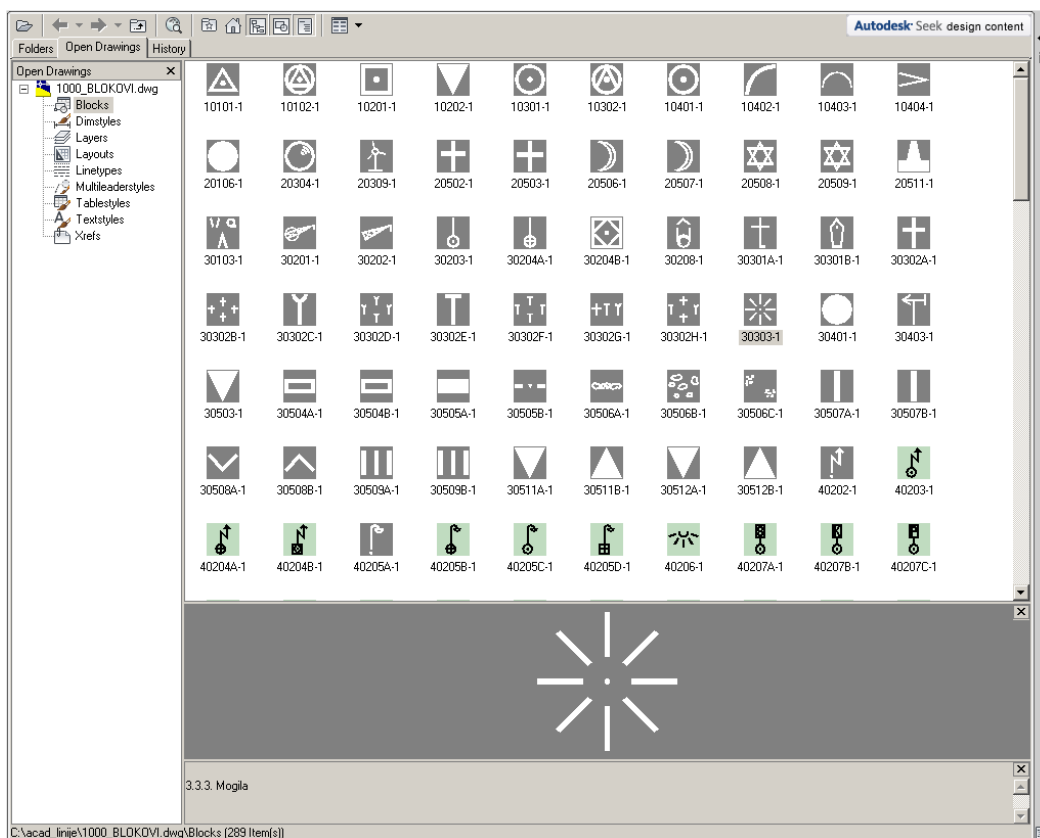 Autodesk® Seek design content
Folders Open Drawings History
Open Drawings
1000_BLOKOVI.dwg
Blocks
Dimstyles
Layers
Layouts
Linetypes
Multileaderstyles
Tablestyles
Textstyles
Xrefs
10101-1 10102-1 10201-1 10202-1 10301-1 10302-1 10401-1 10402-1 10403-1 10404-1
20106-1 20304-1 20309-1 20502-1 20503-1 20506-1 20507-1 20508-1 20509-1 20511-1
30103-1 30201-1 30202-1 30203-1 30204A-1 30204B-1 30208-1 30301A-1 30301B-1 30302A-1
30302B-1 30302C-1 30302D-1 30302E-1 30302F-1 30302G-1 30302H-1 30303-1 30401-1 30403-1
30503-1 30504A-1 30504B-1 30505A-1 30505B-1 30506A-1 30506B-1 30506C-1 30507A-1 30507B-1
30508A-1 30508B-1 30509A-1 30509B-1 30511A-1 30511B-1 30512A-1 30512B-1 40202-1 40203-1
40204A-1 40204B-1 40205A-1 40205B-1 40205C-1 40205D-1 40206-1 40207A-1 40207B-1 40207C-1
3.3.3. Mogila
C:\acad_linije\1000_BLOKOVI.dwg\Blocks (289 Item(s))